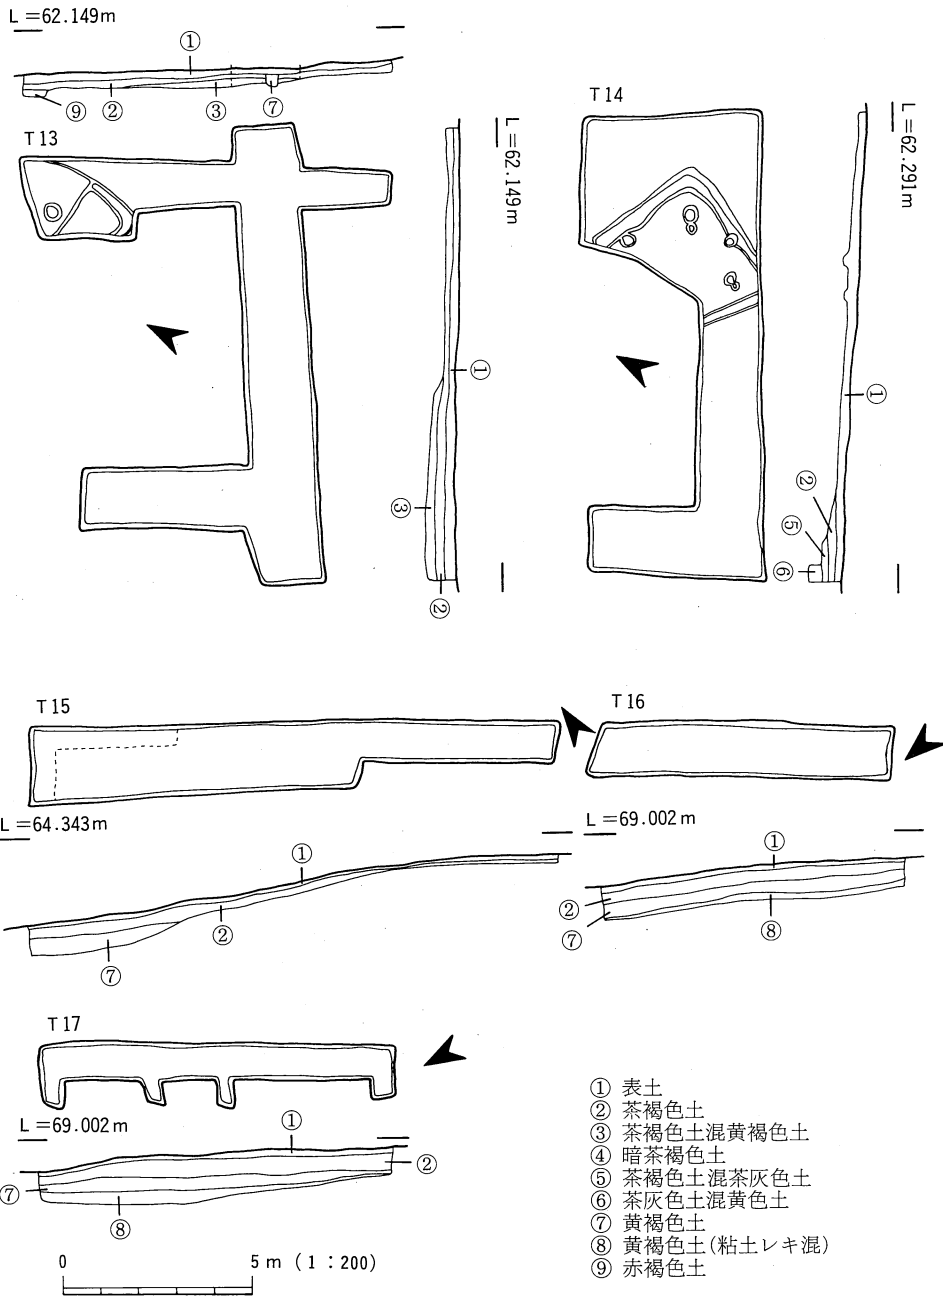 L=62.149m
①
⑨ ② ③ ⑦
T13
L=62.149m
①
③
②
T14
L=62.291m
①
②
⑤
⑥
T15
L=64.343m
①
②
⑦
T16
L=69.002m
①
②
⑦
⑧
T17
L=69.002m
①
②
⑦
⑧
0 5m (1:200)
① 表土
② 茶褐色土
③ 茶褐色土混黄褐色土
④ 暗茶褐色土
⑤ 茶褐色土混茶灰色土
⑥ 茶灰色土混黄色土
⑦ 黄褐色土
⑧ 黄褐色土(粘土レキ混)
⑨ 赤褐色土